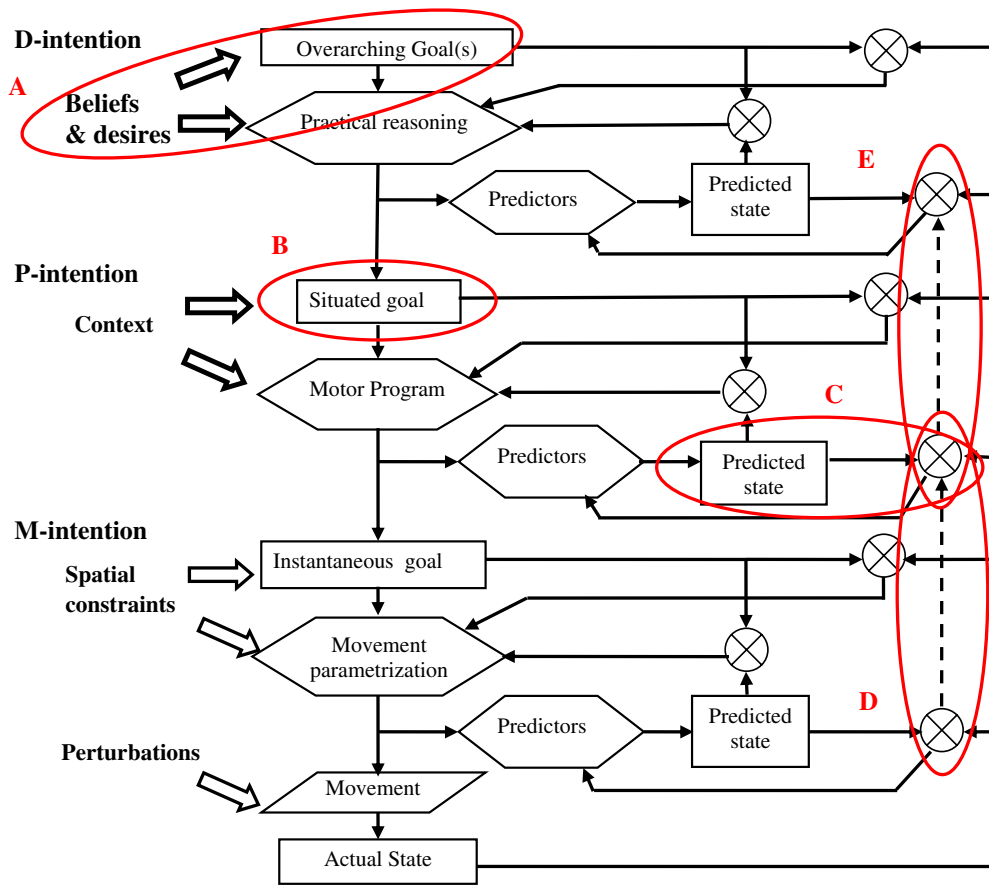 D-intention
Overarching Goal(s)
A
Beliefs
& desires
Practical reasoning
E
Predictors
Predicted
state
B
P-intention
Situated goal
Context
Motor Program
C
Predictors
Predicted
state
M-intention
Instantaneous goal
Spatial
constraints
Movement
parametrization
D
Predictors
Predicted
state
Perturbations
Movement
Actual State